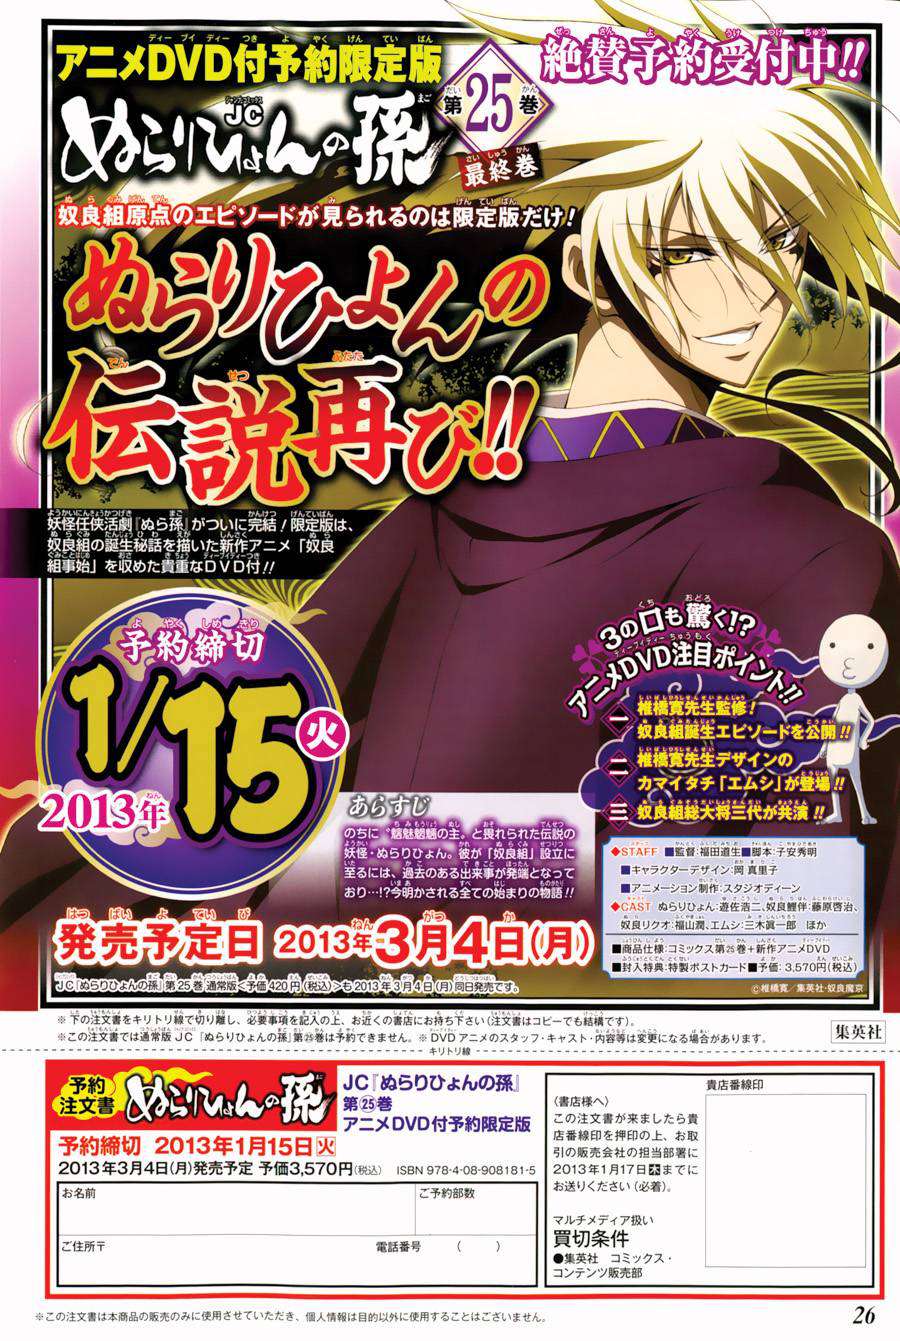 アニメDVD付予約限定版
絶賛予約受付中!!
JC
ぬらりひょんの孫
第25巻
最終巻
奴良組原点のエピソードが見られるのは限定版だけ!
ぬらりひょんの
伝説再び!!
妖怪任侠活劇『ぬら孫』がついに完結!限定版は、
奴良組の誕生秘話を描いた新作アニメ「奴良
組事始」を収めた貴重なDVD付!!
予約締切
1/15火
2013年
3の口も驚く!?
アニメDVD注目ポイント!!
一 椎橋寛先生監修!
奴良組誕生エピソードを公開!!
二 椎橋寛先生デザインの
カマイタチ「エムシ」が登場!!
三 奴良組総大将三代が共演!!
あらすじ
のちに〝魑魅魍魎の主〟と畏れられた伝説の
妖怪・ぬらりひょん。彼が「奴良組」設立に
至るには、過去のある出来事が発端となって
おり…!?今明かされる全ての始まりの物語!!
◆STAFF ■監督:福田道生■脚本:子安秀明
■キャラクターデザイン:岡 真里子
■アニメーション制作:スタジオディーン
◆CAST ぬらりひょん:遊佐浩二、奴良鯉伴:藤原啓治、
奴良リクオ:福山潤、エムシ:三木眞一郎 ほか
■商品仕様:コミックス第25巻+新作アニメDVD
■封入特典:特製ポストカード■予価:3,570円(税込)
発売予定日 2013年3月4日(月)
JC『ぬらりひょんの孫』第25巻 通常版<予価420円(税込)>も2013年3月4日(月)同日発売です。
©椎橋寛/集英社・奴良魔京
※下の注文書をキリトリ線で切り離し、必要事項を記入の上、お近くの書店にお持ち下さい(注文書はコピーでも結構です)。
※この注文書では通常版JC『ぬらりひょんの孫』第25巻は予約できません。※DVDアニメのスタッフ・キャスト・内容等は変更になる場合があります。
集英社
キリトリ線
予約
注文書
ぬらりひょんの孫
JC『ぬらりひょんの孫』
第㉕巻
アニメDVD付予約限定版
予約締切 2013年1月15日火
2013年3月4日(月)発売予定 予価3,570円(税込) ISBN 978-4-08-908181-5
お名前
ご予約部数
ご住所〒
電話番号 ( )
〈書店様へ〉
この注文書が来ましたら貴
店番線印を押印の上、お取
引の販売会社の担当部署に
2013年1月17日木までに
お送りください(必着)。
マルチメディア扱い
買切条件
●集英社 コミックス・
コンテンツ販売部
貴店番線印
※この注文書は本商品の販売のみに使用させていただき、個人情報は目的以外に使用することはございません。
26